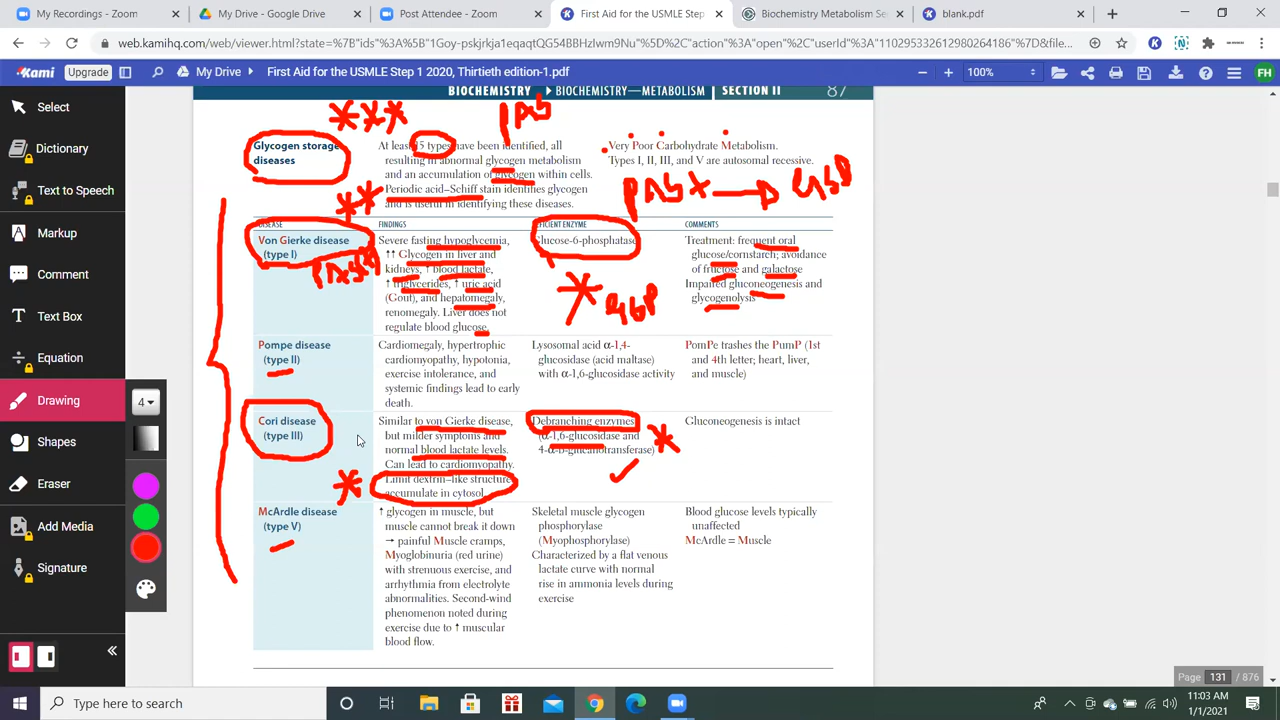 My Recordings - Zoom
My Drive - Google Drive
Post Attendee - Zoom
First Aid for the USMLE Step
Biochemistry Metabolism Se
blank.pdf
web.kamihq.com/web/viewer.html?state=%7B"ids"%3A%5B"1Goy-pskjrkja1eqaqtQG54BBHzlwm9Nu"%5D%2C"action"%3A"open"%2C"userId"%3A"110295332612980264186"%7D&file...
Kami
Upgrade
My Drive
First Aid for the USMLE Step 1 2020, Thirtieth edition-1.pdf
100%
FH
Select
Dictionary
Text to Speech
Markup
Comment
Text Box
Equation
Drawing
Shapes
Eraser
Add Media
Signature
4
BIOCHEMISTRY ▸ BIOCHEMISTRY—METABOLISM
SECTION II
87
PAS
Glycogen storage
diseases
At least 15 types have been identified, all
resulting in abnormal glycogen metabolism
and an accumulation of glycogen within cells.
Periodic acid–Schiff stain identifies glycogen
and is useful in identifying these diseases.
Very Poor Carbohydrate Metabolism.
Types I, II, III, and V are autosomal recessive.
DISEASE
FINDINGS
DEFICIENT ENZYME
COMMENTS
Von Gierke disease
(type I)
Severe fasting hypoglycemia,
↑↑ Glycogen in liver and
kidneys, ↑ blood lactate,
↑ triglycerides, ↑ uric acid
(Gout), and hepatomegaly,
renomegaly. Liver does not
regulate blood glucose.
Glucose-6-phosphatase
Treatment: frequent oral
glucose/cornstarch; avoidance
of fructose and galactose
Impaired gluconeogenesis and
glycogenolysis
Pompe disease
(type II)
Cardiomegaly, hypertrophic
cardiomyopathy, hypotonia,
exercise intolerance, and
systemic findings lead to early
death.
Lysosomal acid α-1,4-
glucosidase (acid maltase)
with α-1,6-glucosidase activity
PomPe trashes the PumP (1st
and 4th letter; heart, liver,
and muscle)
Cori disease
(type III)
Similar to von Gierke disease,
but milder symptoms and
normal blood lactate levels.
Can lead to cardiomyopathy.
Limit dextrin–like structures
accumulate in cytosol.
Debranching enzymes
(α-1,6-glucosidase and
4-α-D-glucanotransferase)
Gluconeogenesis is intact
McArdle disease
(type V)
↑ glycogen in muscle, but
muscle cannot break it down
→ painful Muscle cramps,
Myoglobinuria (red urine)
with strenuous exercise, and
arrhythmia from electrolyte
abnormalities. Second-wind
phenomenon noted during
exercise due to ↑ muscular
blood flow.
Skeletal muscle glycogen
phosphorylase
(Myophosphorylase)
Characterized by a flat venous
lactate curve with normal
rise in ammonia levels during
exercise
Blood glucose levels typically
unaffected
McArdle = Muscle
Page 131 / 876
Type here to search
11:03 AM
1/1/2021